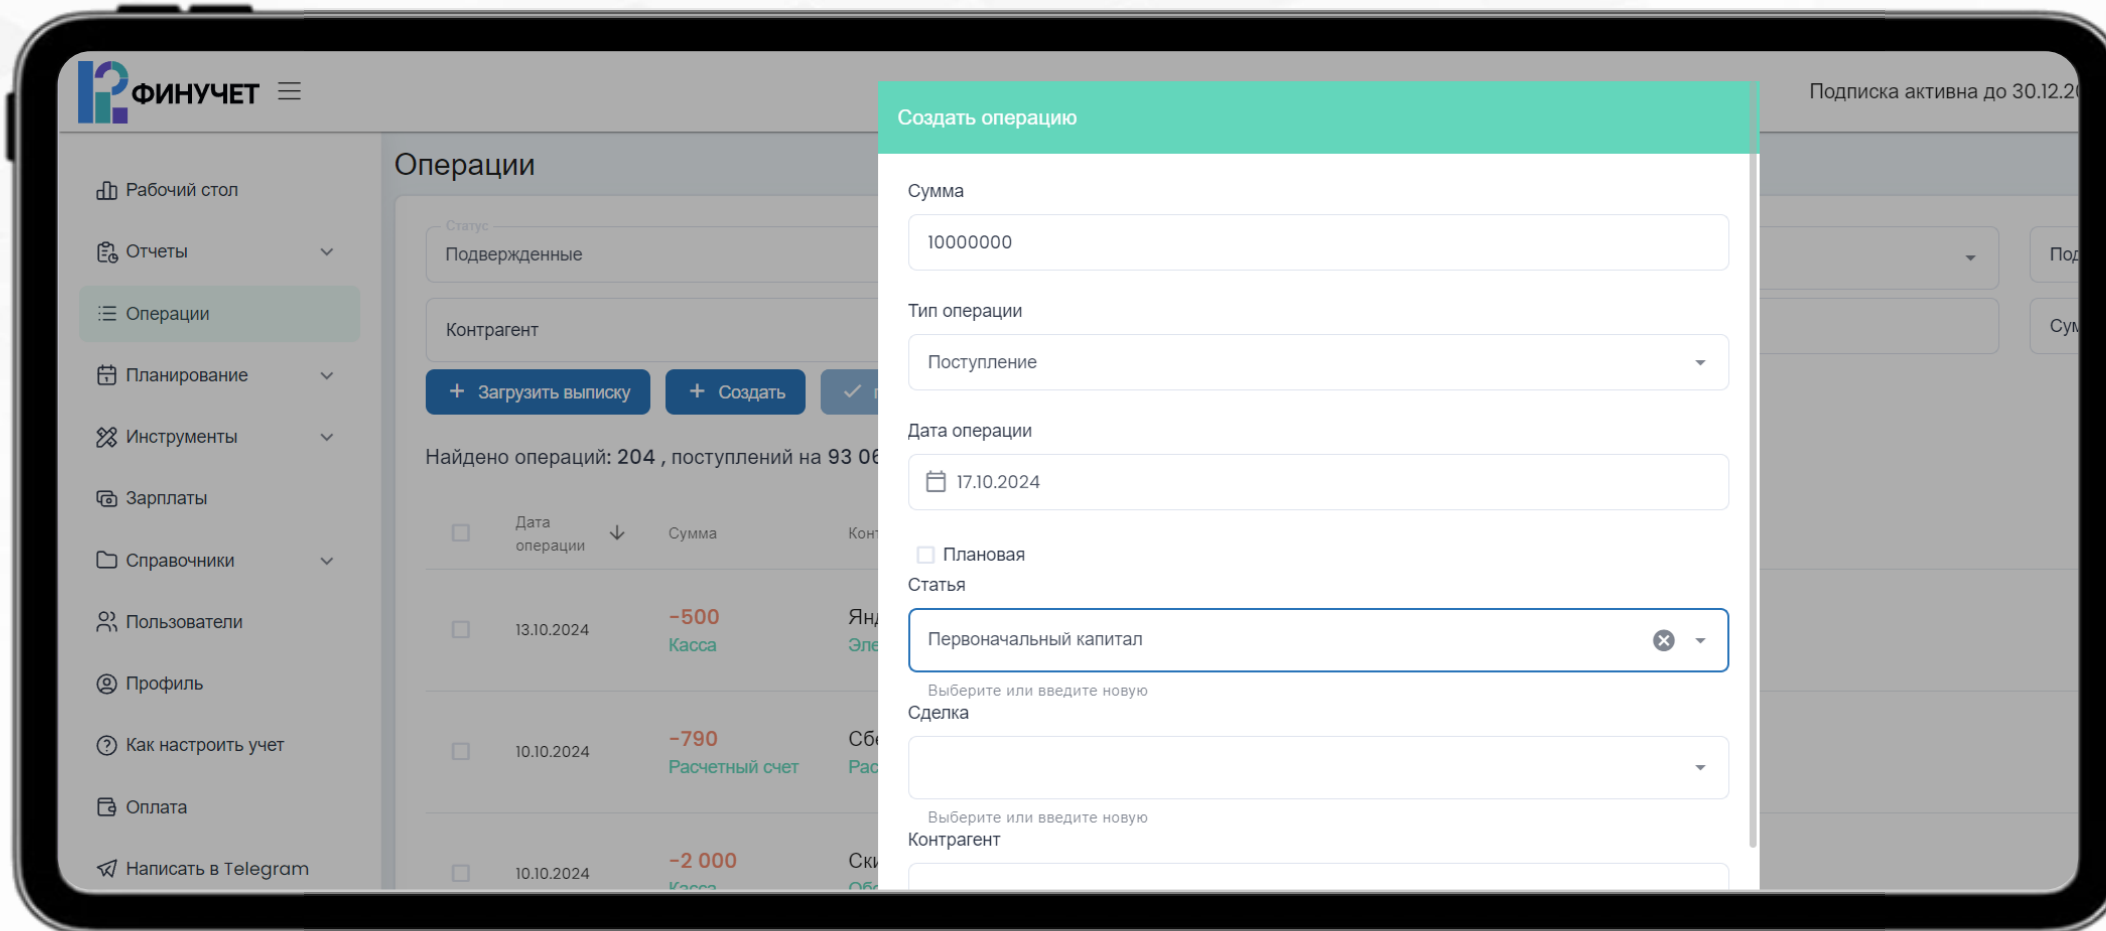 ФИНУЧЕТ
Подписка активна до 30.12.20
Рабочий стол
Отчеты
Операции
Планирование
Инструменты
Зарплаты
Справочники
Пользователи
Профиль
Как настроить учет
Оплата
Написать в Telegram
Операции
Статус
Подвержденные
Контрагент
+ Загрузить выписку
+ Создать
Найдено операций: 204 , поступлений на 93 06
Дата операции
Сумма
13.10.2024
-500
Касса
10.10.2024
-790
Расчетный счет
10.10.2024
-2 000
Касса
Создать операцию
Сумма
10000000
Тип операции
Поступление
Дата операции
17.10.2024
Плановая
Статья
Первоначальный капитал
Выберите или введите новую
Сделка
Выберите или введите новую
Контрагент